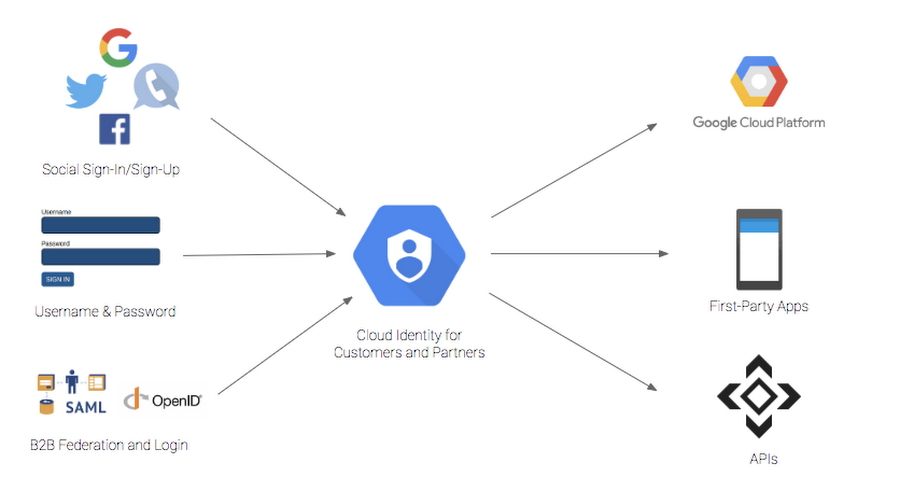 Social Sign-In/Sign-Up
Username
Password
SIGN IN
Username & Password
SAML
OpenID®
B2B Federation and Login
Cloud Identity for
Customers and Partners
Google Cloud Platform
First-Party Apps
APIs